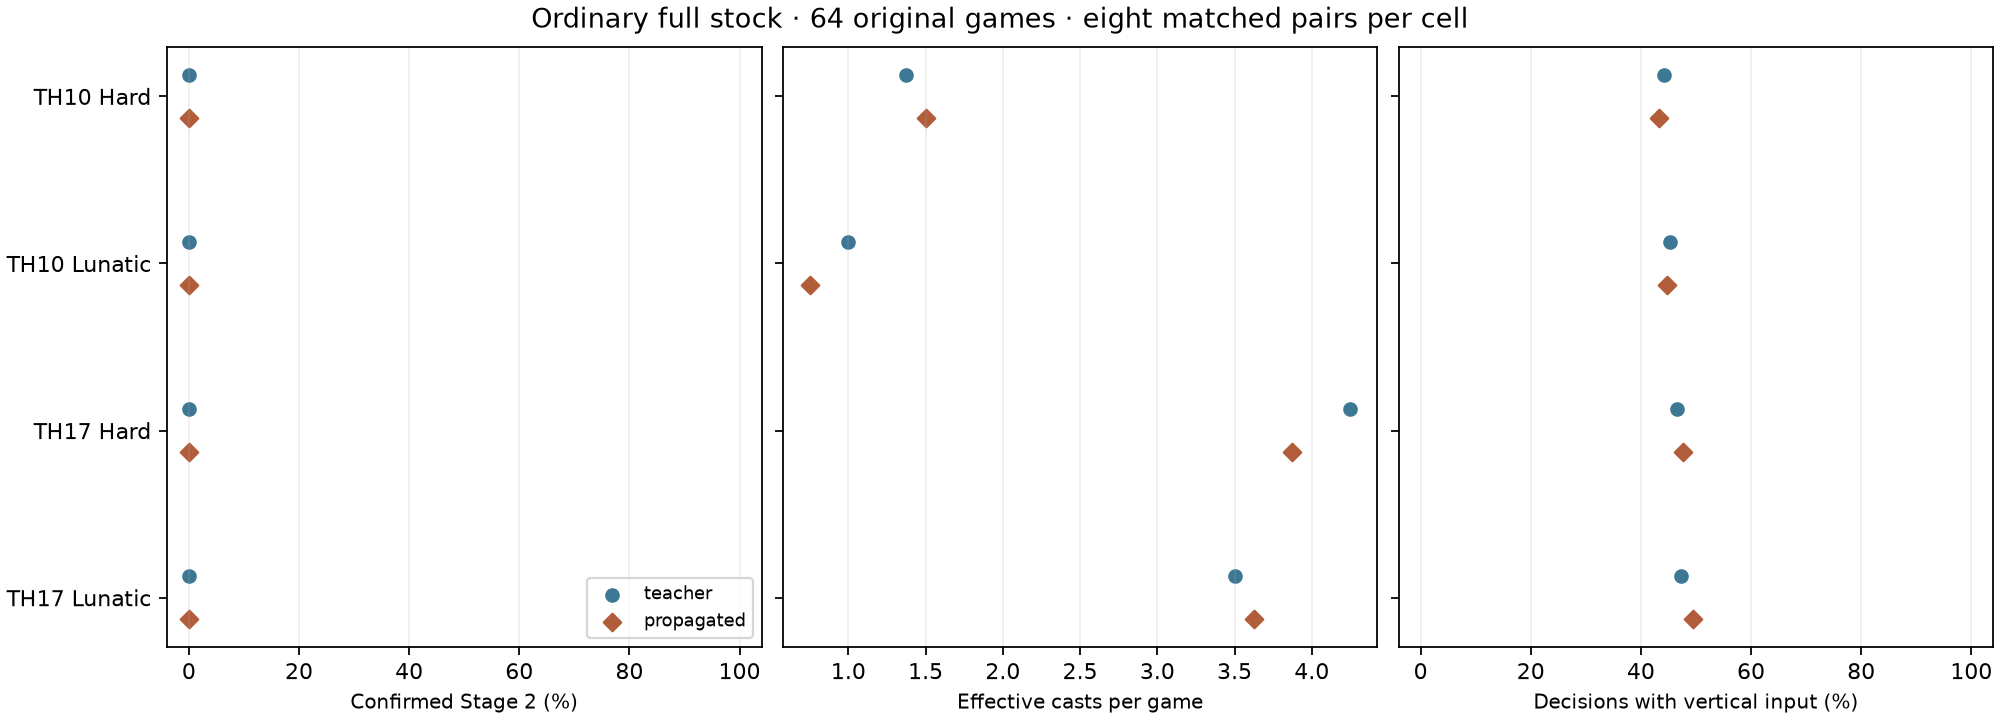 Ordinary full stock · 64 original games · eight matched pairs per cell
TH10 Hard
TH10 Lunatic
TH17 Hard
TH17 Lunatic
teacher
propagated
0 20 40 60 80 100
Confirmed Stage 2 (%)
1.0 1.5 2.0 2.5 3.0 3.5 4.0
Effective casts per game
0 20 40 60 80 100
Decisions with vertical input (%)